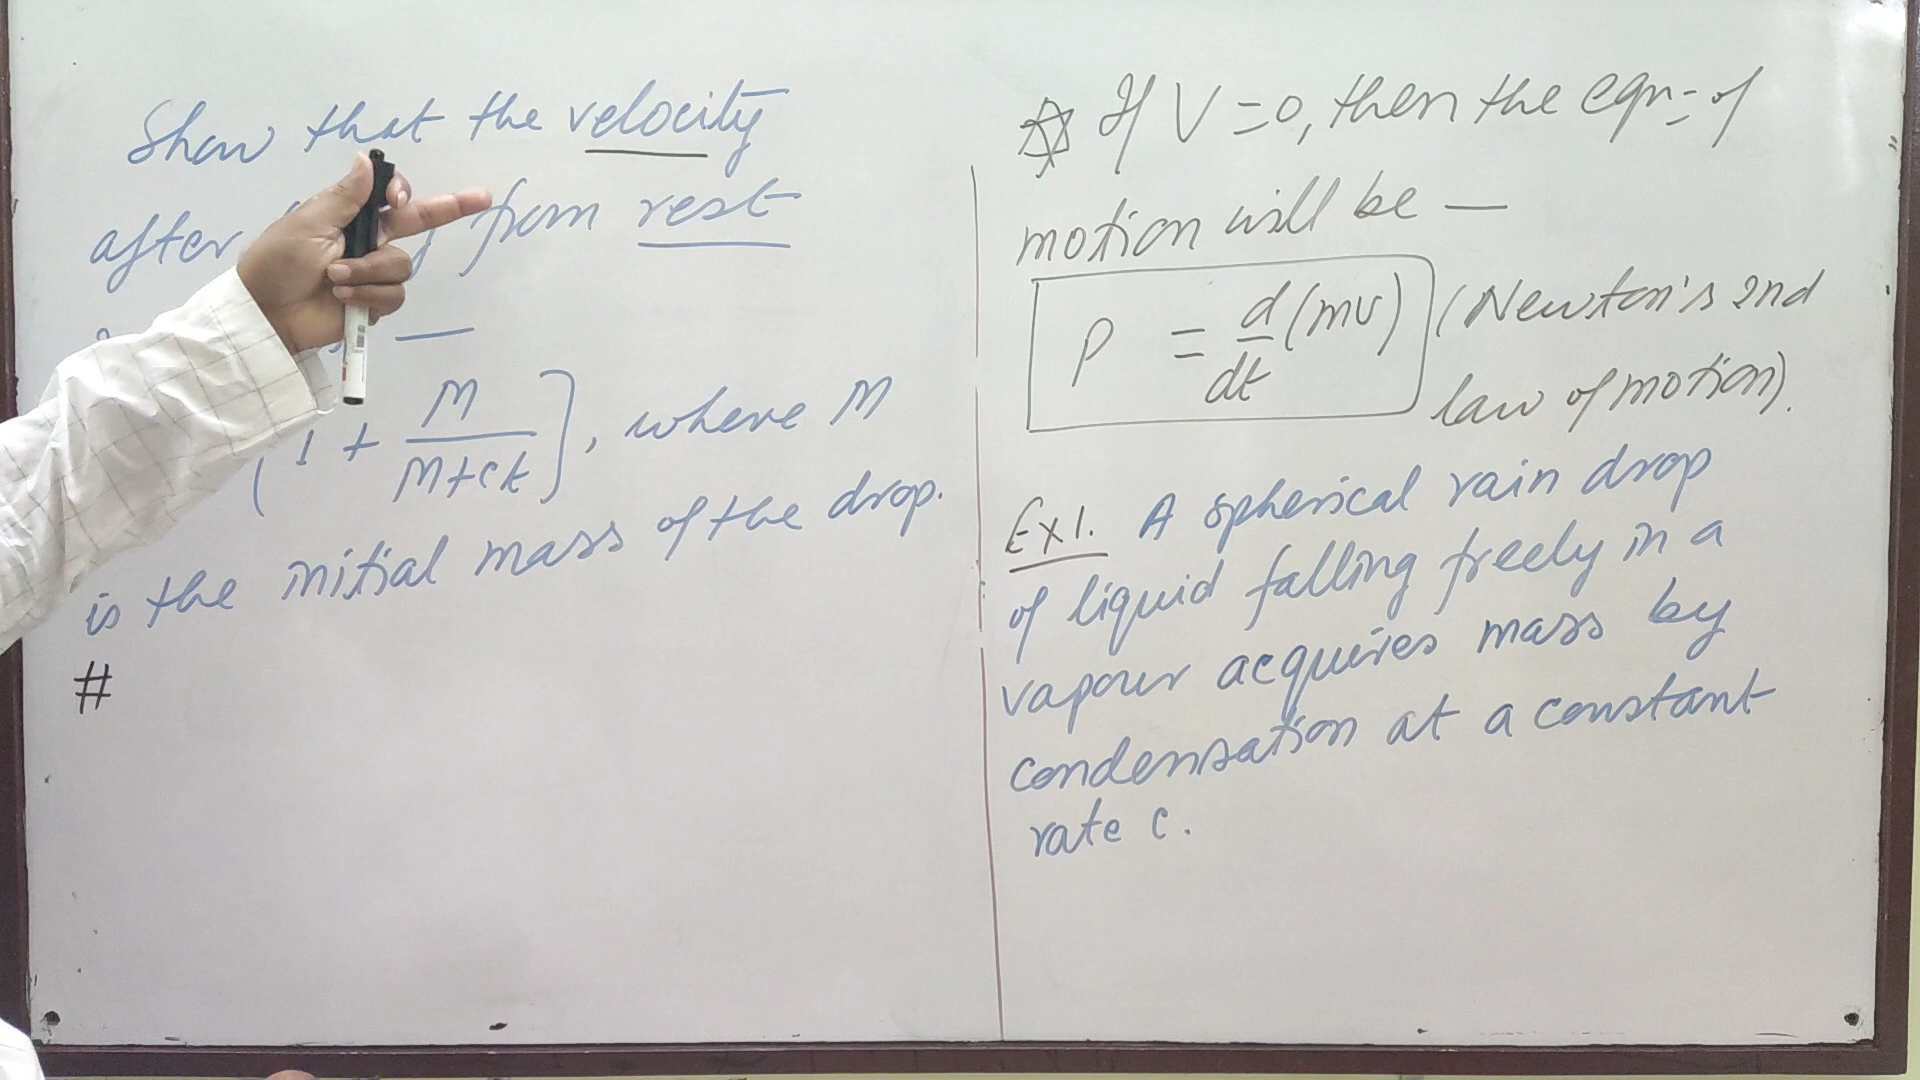 Show that the velocity
after from rest
[1 + M/M+ct], where M
is the initial mass of the drop.
#
If V=0, then the eqn= of
motion will be —
P = d/dt (mv) (Newton's 2nd
law of motion).
Ex1. A spherical rain drop
of liquid falling freely in a
vapour acquires mass by
condensation at a constant
rate c.